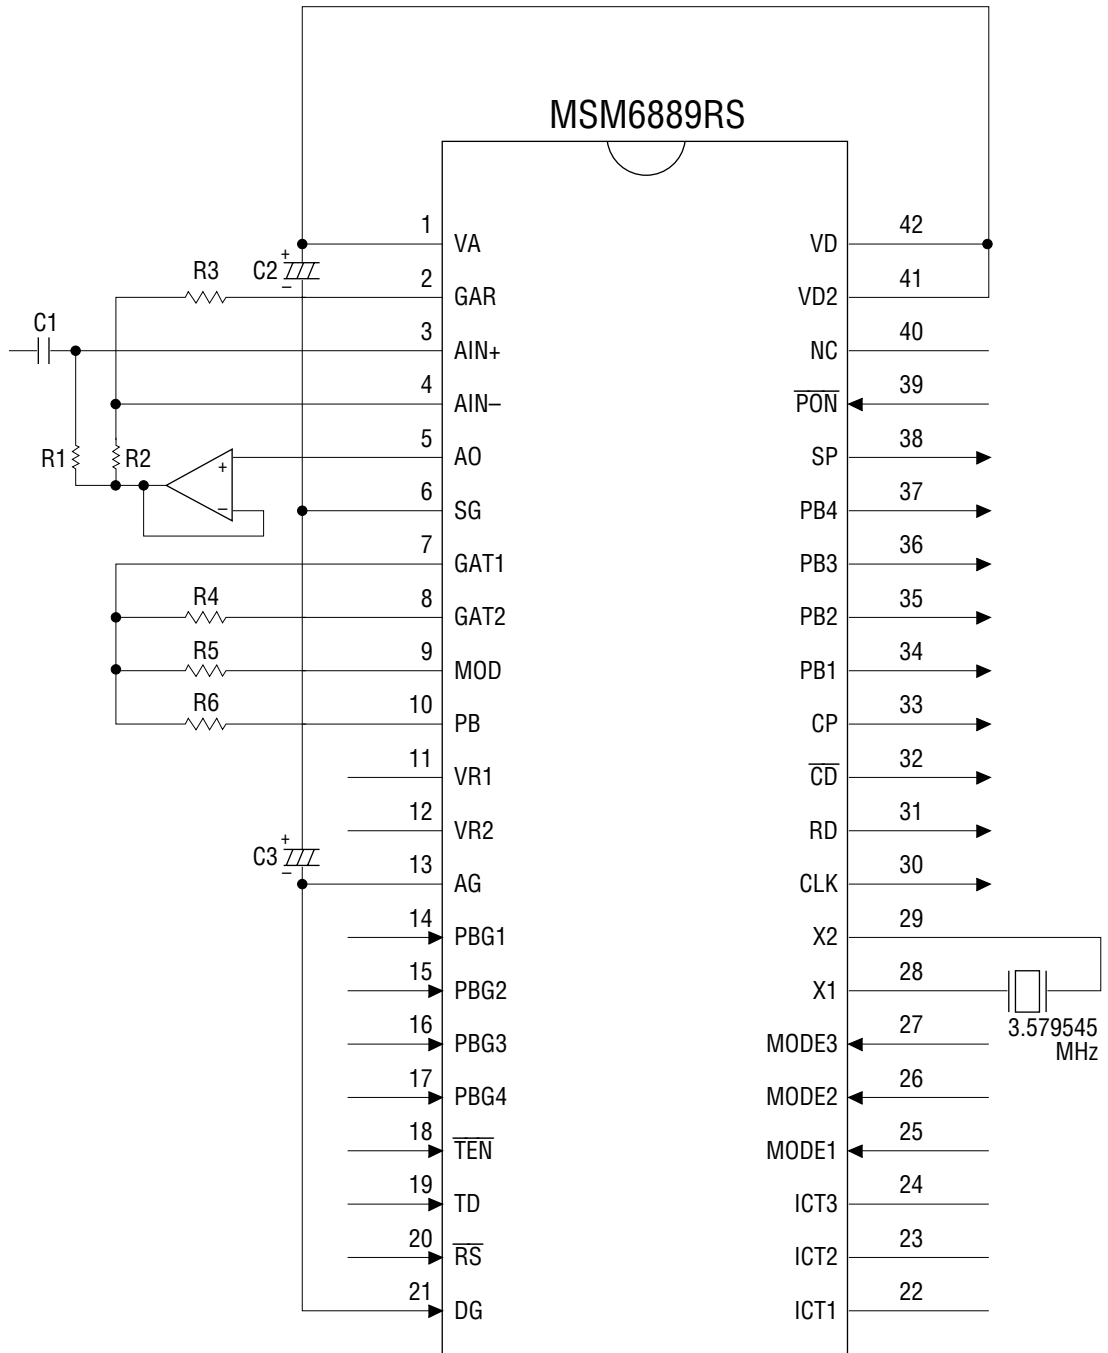 MSM6889RS
1 VA VD 42
C2 + −
R3 2 GAR VD2 41
C1 3 AIN+ NC 40
4 AIN– P̅O̅N̅ 39
R1 R2 + − 5 AO SP 38
6 SG PB4 37
7 GAT1 PB3 36
R4 8 GAT2 PB2 35
R5 9 MOD PB1 34
R6 10 PB CP 33
11 VR1 C̅D̅ 32
12 VR2 RD 31
C3 + −
13 AG CLK 30
14 PBG1 X2 29
15 PBG2 X1 28
3.579545
MHz
16 PBG3 MODE3 27
17 PBG4 MODE2 26
18 T̅E̅N̅ MODE1 25
19 TD ICT3 24
20 R̅S̅ ICT2 23
21 DG ICT1 22